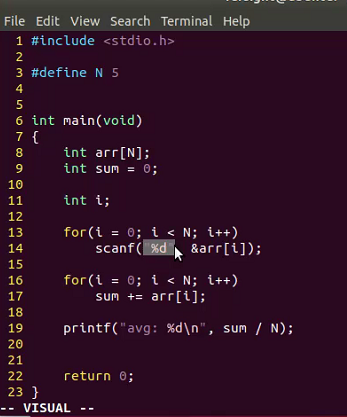 File Edit View Search Terminal Help
1 #include <stdio.h>
2
3 #define N 5
4
5
6 int main(void)
7 {
8     int arr[N];
9     int sum = 0;
10
11     int i;
12
13     for(i = 0; i < N; i++)
14         scanf("%d", &arr[i]);
15
16     for(i = 0; i < N; i++)
17         sum += arr[i];
18
19     printf("avg: %d\n", sum / N);
20
21
22     return 0;
23 }
-- VISUAL --